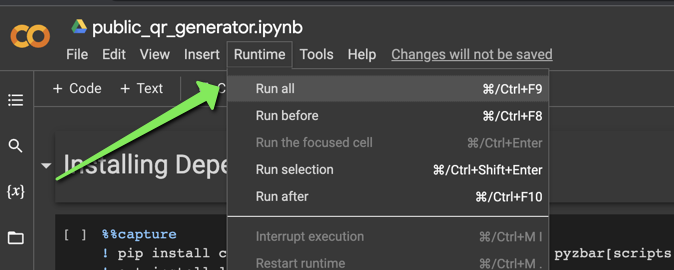 public_qr_generator.ipynb
File Edit View Insert Runtime Tools Help Changes will not be saved
+ Code + Text
Run all ⌘/Ctrl+F9
Run before ⌘/Ctrl+F8
Run the focused cell ⌘/Ctrl+Enter
Run selection ⌘/Ctrl+Shift+Enter
Run after ⌘/Ctrl+F10
Interrupt execution ⌘/Ctrl+M I
Restart runtime ⌘/Ctrl+M .
{x}
Installing Depe
[ ] %%capture
! pip install c pyzbar[scripts